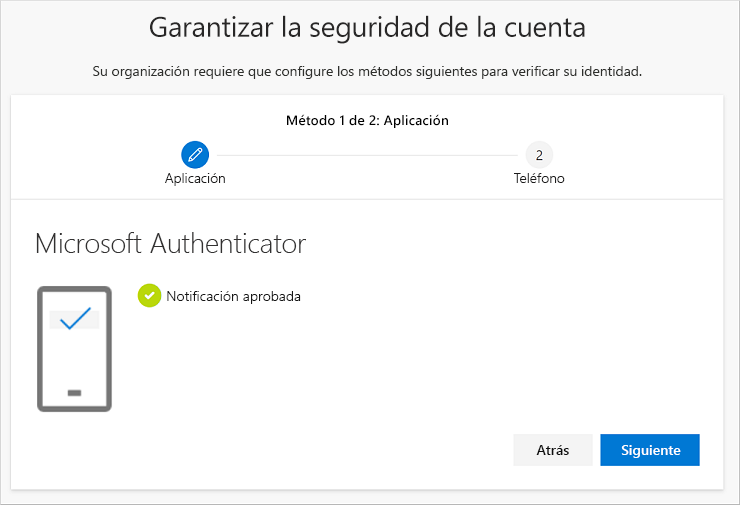 Garantizar la seguridad de la cuenta
Su organización requiere que configure los métodos siguientes para verificar su identidad.
Método 1 de 2: Aplicación
2
Aplicación
Teléfono
Microsoft Authenticator
Notificación aprobada
Atrás
Siguiente